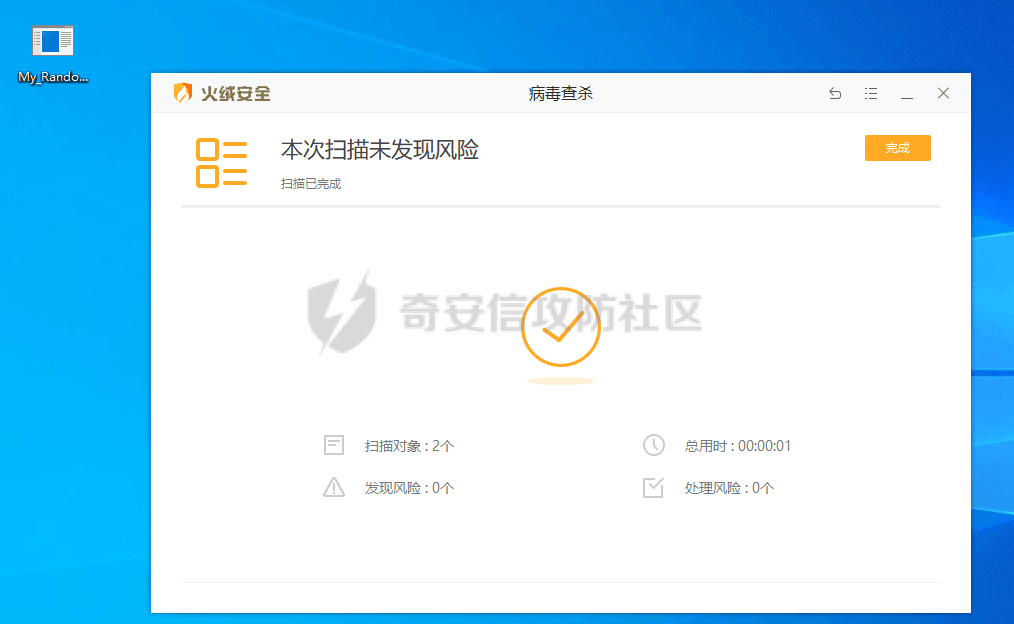 My_Rando...
火绒安全
病毒查杀
本次扫描未发现风险
完成
扫描已完成
奇安信攻防社区
扫描对象 : 2个
总用时 : 00:00:01
发现风险 : 0个
处理风险 : 0个